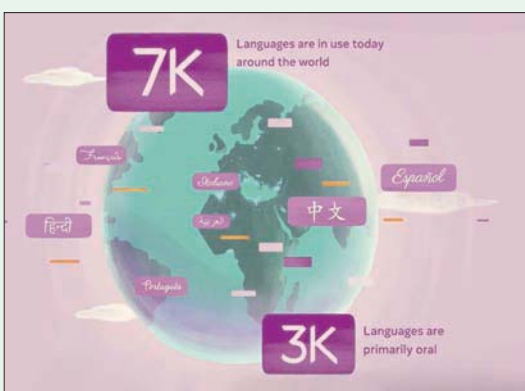 7K
Languages are in use today
around the world
Français
Italiano
Español
中文
हिन्दी
العربية
Português
3K
Languages are
primarily oral